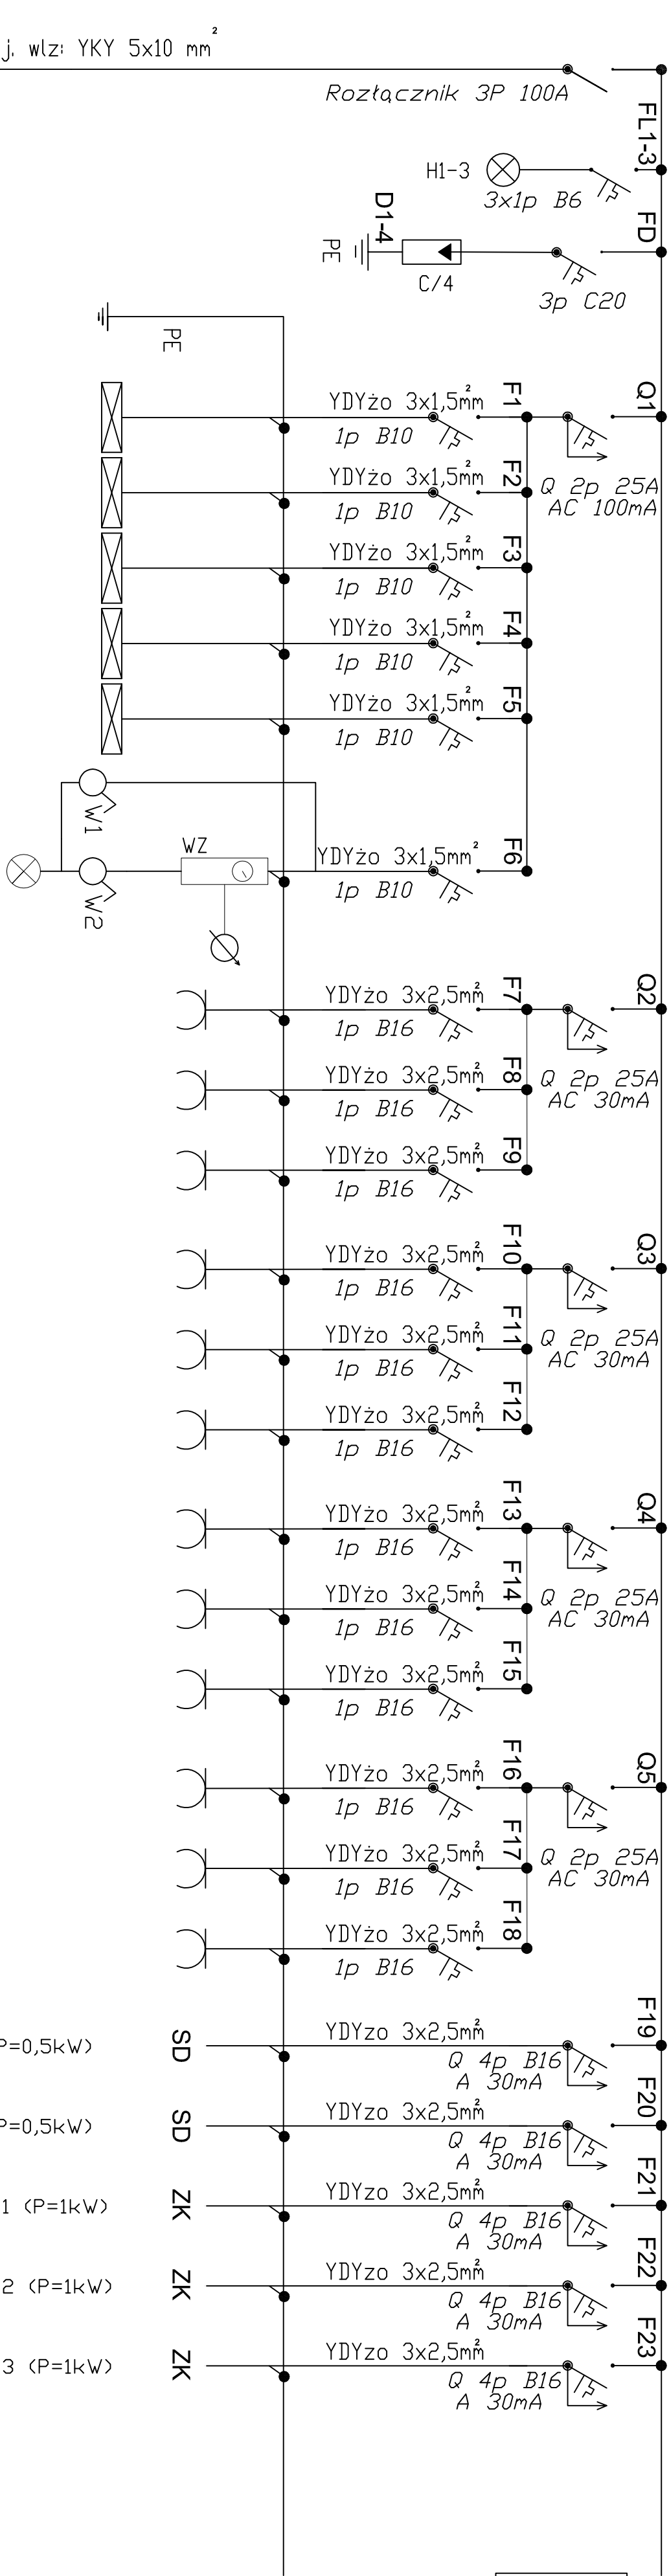 j. wlz: YKY 5x10 mm²
Rozłącznik 3P 100A
FL1-3
H1-3
3x1p B6
FD
D1-4
PE
C/4
3p C20
PE
Q1
F1
YDYżo 3x1,5mm²
1p B10
Q 2p 25A
AC 100mA
F2
YDYżo 3x1,5mm²
1p B10
F3
YDYżo 3x1,5mm²
1p B10
F4
YDYżo 3x1,5mm²
1p B10
F5
YDYżo 3x1,5mm²
1p B10
W1
WZ
F6
YDYżo 3x1,5mm²
1p B10
W2
Q2
F7
YDYżo 3x2,5mm²
1p B16
Q 2p 25A
AC 30mA
F8
YDYżo 3x2,5mm²
1p B16
F9
YDYżo 3x2,5mm²
1p B16
Q3
F10
YDYżo 3x2,5mm²
1p B16
Q 2p 25A
AC 30mA
F11
YDYżo 3x2,5mm²
1p B16
F12
YDYżo 3x2,5mm²
1p B16
Q4
F13
YDYżo 3x2,5mm²
1p B16
Q 2p 25A
AC 30mA
F14
YDYżo 3x2,5mm²
1p B16
F15
YDYżo 3x2,5mm²
1p B16
Q5
F16
YDYżo 3x2,5mm²
1p B16
Q 2p 25A
AC 30mA
F17
YDYżo 3x2,5mm²
1p B16
F18
YDYżo 3x2,5mm²
1p B16
F19
YDYzo 3x2,5mm²
P=0,5kW)
SD
Q 4p B16
A 30mA
F20
YDYzo 3x2,5mm²
P=0,5kW)
SD
Q 4p B16
A 30mA
F21
YDYzo 3x2,5mm²
1 (P=1kW)
ZK
Q 4p B16
A 30mA
F22
YDYzo 3x2,5mm²
2 (P=1kW)
ZK
Q 4p B16
A 30mA
F23
YDYzo 3x2,5mm²
3 (P=1kW)
ZK
Q 4p B16
A 30mA